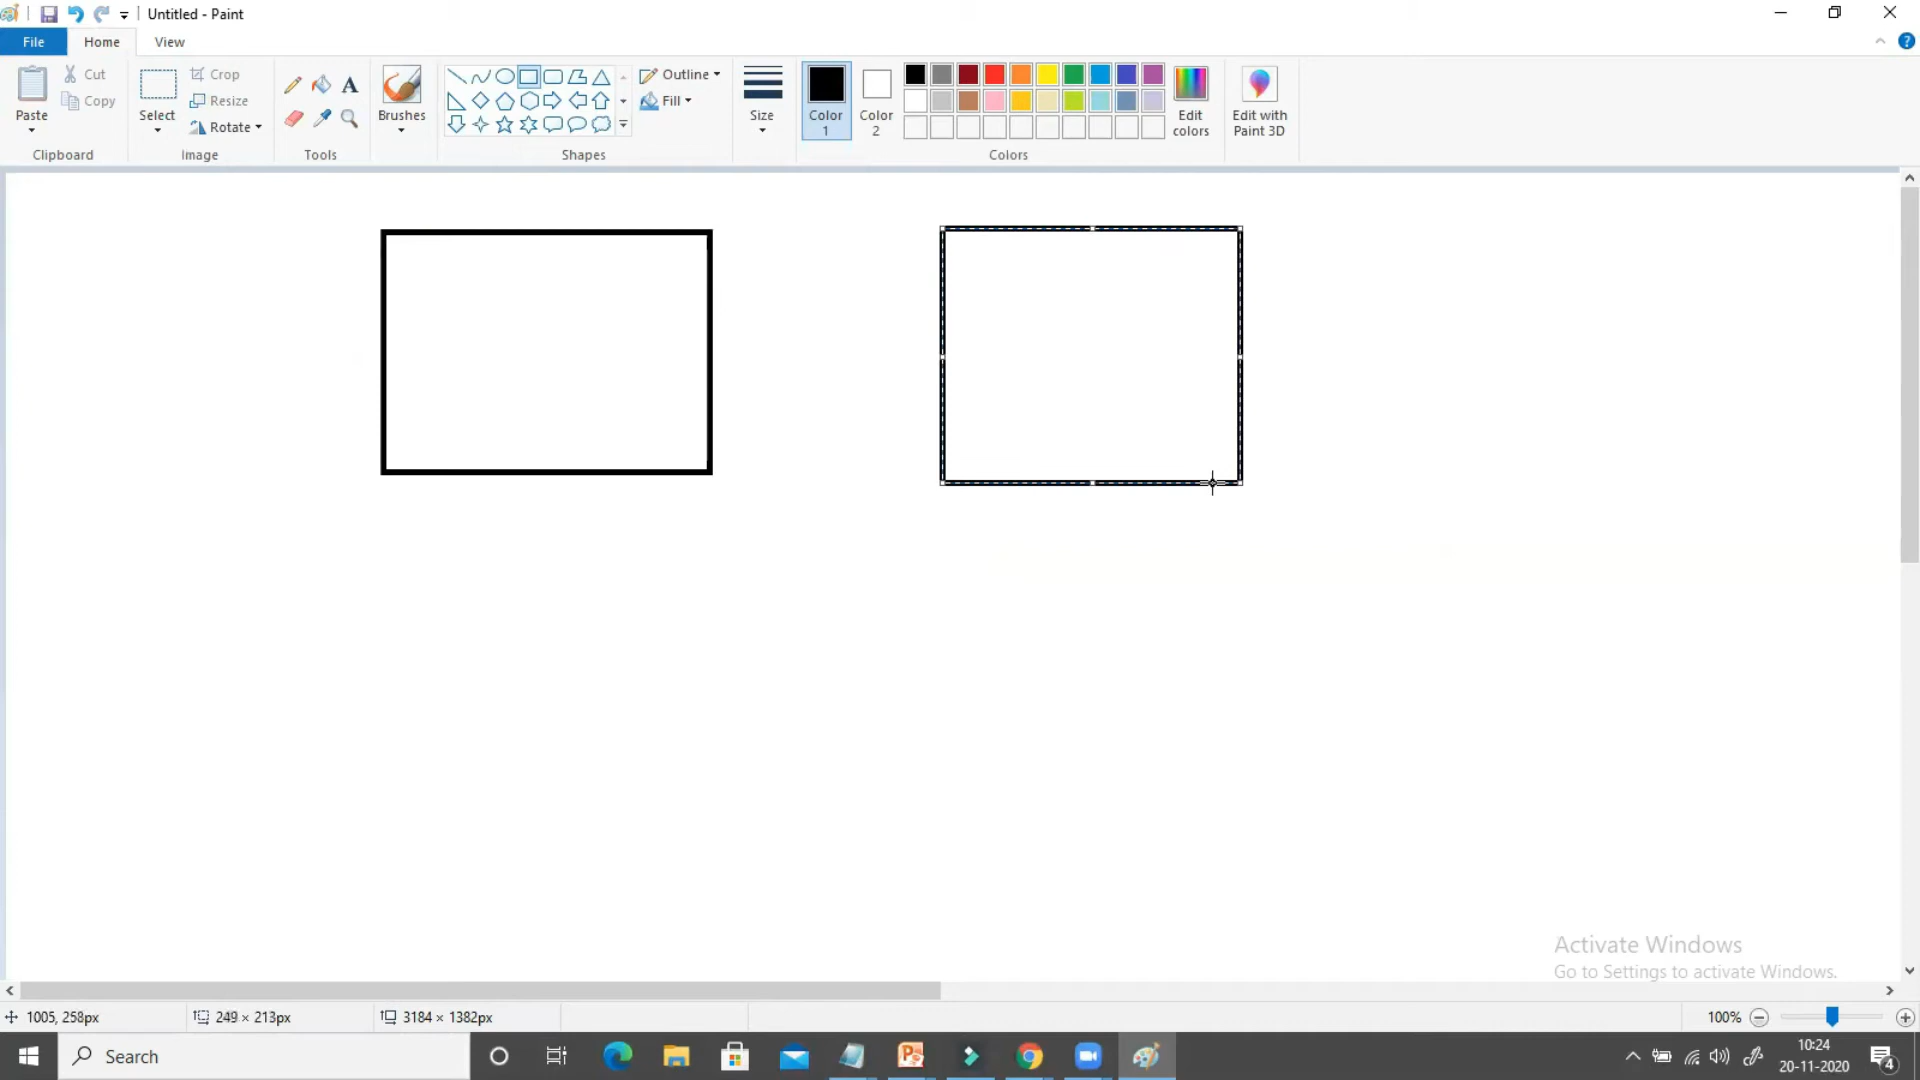 Untitled - Paint
File Home View
Paste
Cut
Copy
Clipboard
Select
Crop
Resize
Rotate
Image
A
Tools
Brushes
Shapes
Outline
Fill
Size
Color 1
Color 2
Colors
Edit colors
Edit with Paint 3D
?
Activate Windows
Go to Settings to activate Windows.
1005, 258px 249 × 213px 3184 × 1382px 100%
Search
10:24
20-11-2020
4